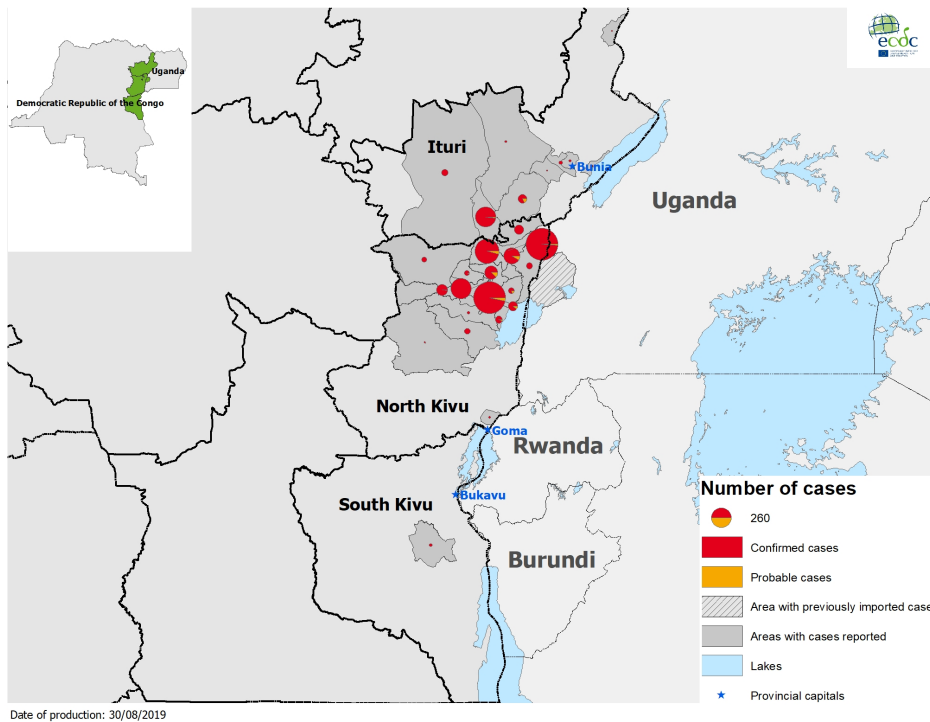 Uganda
Democratic Republic of the Congo
ecdc
Ituri
Bunia
Uganda
North Kivu
Goma
Rwanda
South Kivu
Bukavu
Burundi
Number of cases
260
Confirmed cases
Probable cases
Area with previously imported case
Areas with cases reported
Lakes
Provincial capitals
Date of production: 30/08/2019